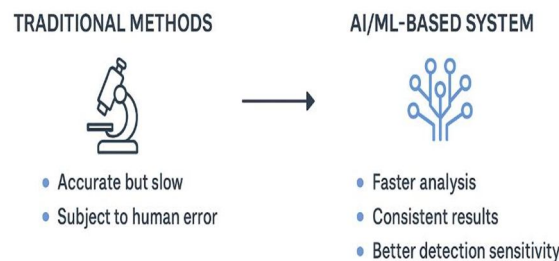 TRADITIONAL METHODS
Accurate but slow
Subject to human error
AI/ML-BASED SYSTEM
Faster analysis
Consistent results
Better detection sensitivity